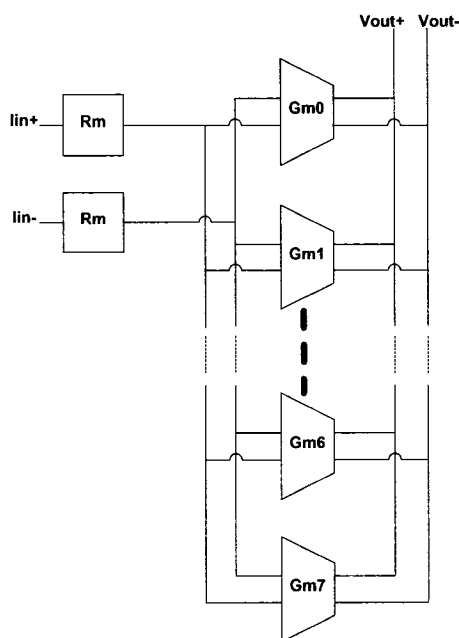 Vout+ Vout-
Gm0
Iin+ Rm
Iin- Rm
Gm1
Gm6
Gm7